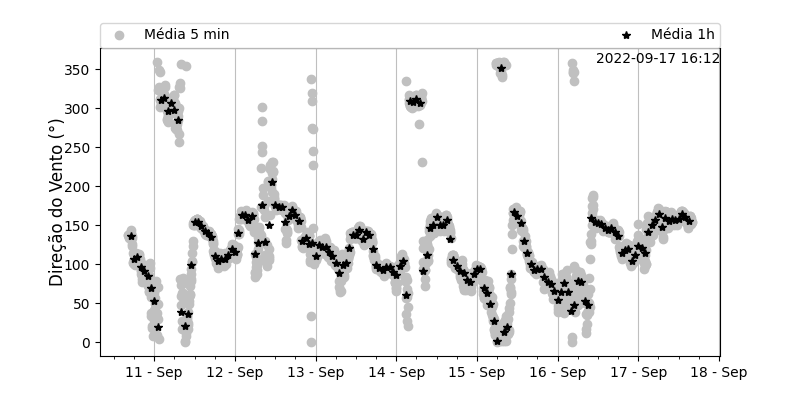 Média 5 min
Média 1h
2022-09-17 16:12
Direção do Vento (°)
350
300
250
200
150
100
50
0
11 - Sep
12 - Sep
13 - Sep
14 - Sep
15 - Sep
16 - Sep
17 - Sep
18 - Sep